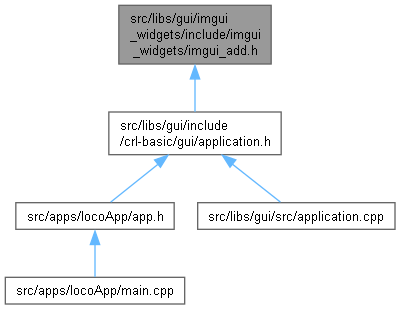 src/libs/gui/imgui
_widgets/include/imgui
_widgets/imgui_add.h
src/libs/gui/include
/crl-basic/gui/application.h
src/apps/locoApp/app.h
src/libs/gui/src/application.cpp
src/apps/locoApp/main.cpp